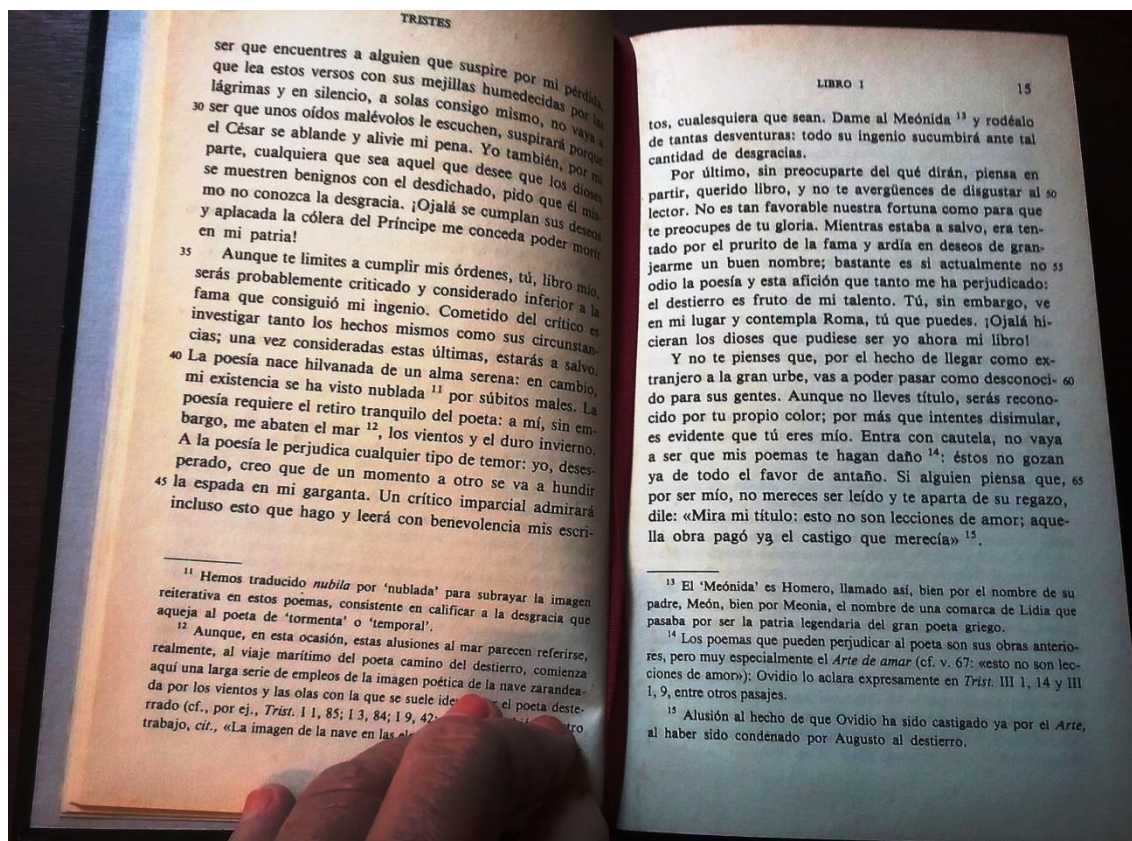 TRISTES
ser que encuentres a alguien que suspire por mi pérdida,
que lea estos versos con sus mejillas humedecidas por las
lágrimas y en silencio, a solas consigo mismo, no vaya a
30 ser que unos oídos malévolos le escuchen, suspirará porque
el César se ablande y alivie mi pena. Yo también, por mi
parte, cualquiera que sea aquel que desee que los dioses
se muestren benignos con el desdichado, pido que él mis-
mo no conozca la desgracia. ¡Ojalá se cumplan sus deseos
y aplacada la cólera del Príncipe me conceda poder morir
en mi patria!
35 Aunque te limites a cumplir mis órdenes, tú, libro mío,
serás probablemente criticado y considerado inferior a la
fama que consiguió mi ingenio. Cometido del crítico es
investigar tanto los hechos mismos como sus circunstan-
cias; una vez consideradas estas últimas, estarás a salvo.
40 La poesía nace hilvanada de un alma serena: en cambio,
mi existencia se ha visto nublada 11 por súbitos males. La
poesía requiere el retiro tranquilo del poeta: a mí, sin em-
bargo, me abaten el mar 12, los vientos y el duro invierno.
A la poesía le perjudica cualquier tipo de temor: yo, deses-
perado, creo que de un momento a otro se va a hundir
45 la espada en mi garganta. Un crítico imparcial admirará
incluso esto que hago y leerá con benevolencia mis escri-
11 Hemos traducido nubila por 'nublada' para subrayar la imagen
reiterativa en estos poemas, consistente en calificar a la desgracia que
aqueja al poeta de 'tormenta' o 'temporal'.
12 Aunque, en esta ocasión, estas alusiones al mar parecen referirse,
realmente, al viaje marítimo del poeta camino del destierro, comienza
aquí una larga serie de empleos de la imagen poética de la nave zarandea-
da por los vientos y las olas con la que se suele el poeta deste-
rrado (cf., por ej., Trist. I 1, 85; I 3, 84; I 9, 42;
trabajo, cit., «La imagen de la nave en las
LIBRO I 15
tos, cualesquiera que sean. Dame al Meónida 13 y rodéalo
de tantas desventuras: todo su ingenio sucumbirá ante tal
cantidad de desgracias.
Por último, sin preocuparte del qué dirán, piensa en
partir, querido libro, y no te avergüences de disgustar al 50
lector. No es tan favorable nuestra fortuna como para que
te preocupes de tu gloria. Mientras estaba a salvo, era ten-
tado por el prurito de la fama y ardía en deseos de gran-
jearme un buen nombre; bastante es si actualmente no 55
odio la poesía y esta afición que tanto me ha perjudicado:
el destierro es fruto de mi talento. Tú, sin embargo, ve
en mi lugar y contempla Roma, tú que puedes. ¡Ojalá hi-
cieran los dioses que pudiese ser yo ahora mi libro!
Y no te pienses que, por el hecho de llegar como ex-
tranjero a la gran urbe, vas a poder pasar como desconoci- 60
do para sus gentes. Aunque no lleves título, serás recono-
cido por tu propio color; por más que intentes disimular,
es evidente que tú eres mío. Entra con cautela, no vaya
a ser que mis poemas te hagan daño 14: éstos no gozan
ya de todo el favor de antaño. Si alguien piensa que, 65
por ser mío, no mereces ser leído y te aparta de su regazo,
dile: «Mira mi título: esto no son lecciones de amor; aque-
lla obra pagó ya el castigo que merecía» 15.
13 El 'Meónida' es Homero, llamado así, bien por el nombre de su
padre, Meón, bien por Meonia, el nombre de una comarca de Lidia que
pasaba por ser la patria legendaria del gran poeta griego.
14 Los poemas que pueden perjudicar al poeta son sus obras anterio-
res, pero muy especialmente el Arte de amar (cf. v. 67: «esto no son lec-
ciones de amor»): Ovidio lo aclara expresamente en Trist. III 1, 14 y III
1, 9, entre otros pasajes.
15 Alusión al hecho de que Ovidio ha sido castigado ya por el Arte,
al haber sido condenado por Augusto al destierro.